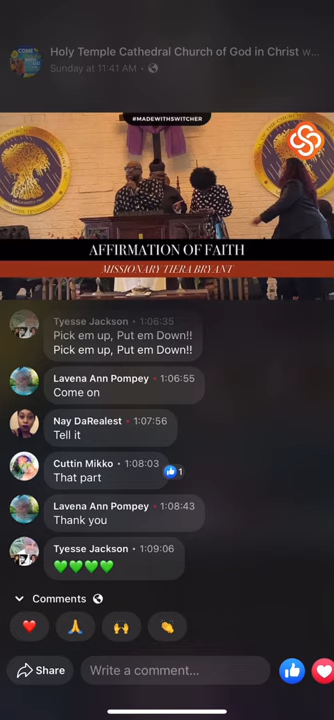 Holy Temple Cathedral Church of God in Christ w...
Sunday at 11:41 AM •
#MADEWITHSWITCHER
AFFIRMATION OF FAITH
MISSIONARY TIERA BRYANT
Tyesse Jackson • 1:06:35
Pick em up, Put em Down!!
Pick em up, Put em Down!!
Lavena Ann Pompey • 1:06:55
Come on
Nay DaRealest • 1:07:56
Tell it
Cuttin Mikko • 1:08:03
That part
1
Lavena Ann Pompey • 1:08:43
Thank you
Tyesse Jackson • 1:09:06
💚💚💚💚
Comments
Share
Write a comment...